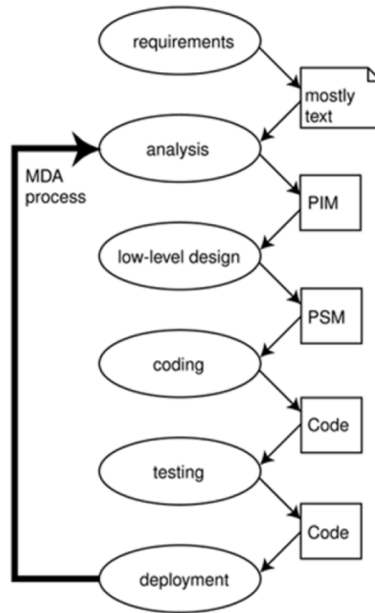 requirements
mostly
text
analysis
MDA
process
PIM
low-level design
PSM
coding
Code
testing
Code
deployment